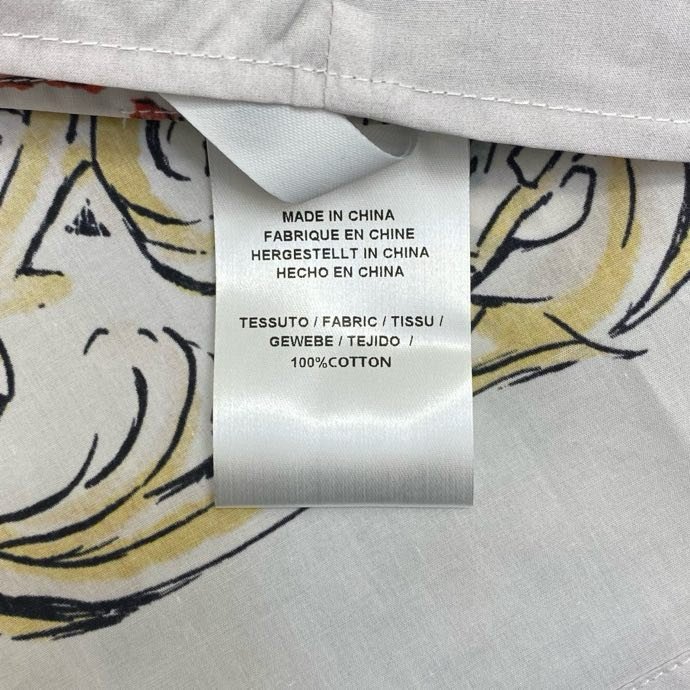 MADE IN CHINA
FABRIQUE EN CHINE
HERGESTELLT IN CHINA
HECHO EN CHINA
TESSUTO / FABRIC / TISSU /
GEWEBE / TEJIDO /
100%COTTON